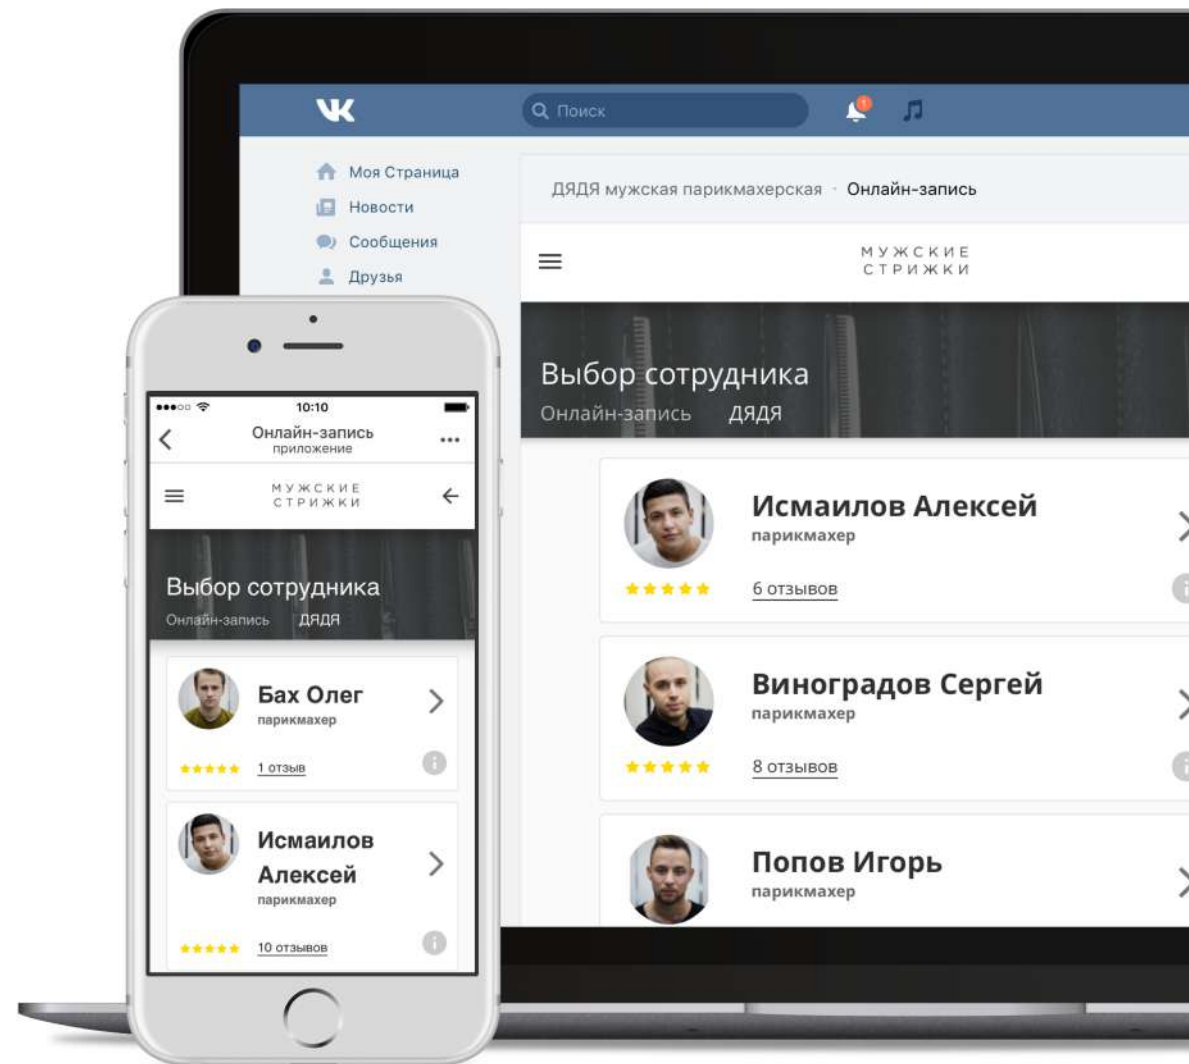 VK
Поиск
1
Моя Страница
Новости
Сообщения
Друзья
ДЯДЯ мужская парикмахерская · Онлайн-запись
МУЖСКИЕ
СТРИЖКИ
Выбор сотрудника
Онлайн-запись ДЯДЯ
Исмаилов Алексей
парикмахер
6 отзывов
Виноградов Сергей
парикмахер
8 отзывов
Попов Игорь
парикмахер
10:10
Онлайн-запись
приложение
МУЖСКИЕ
СТРИЖКИ
Выбор сотрудника
Онлайн-запись ДЯДЯ
Бах Олег
парикмахер
1 отзыв
Исмаилов
Алексей
парикмахер
10 отзывов